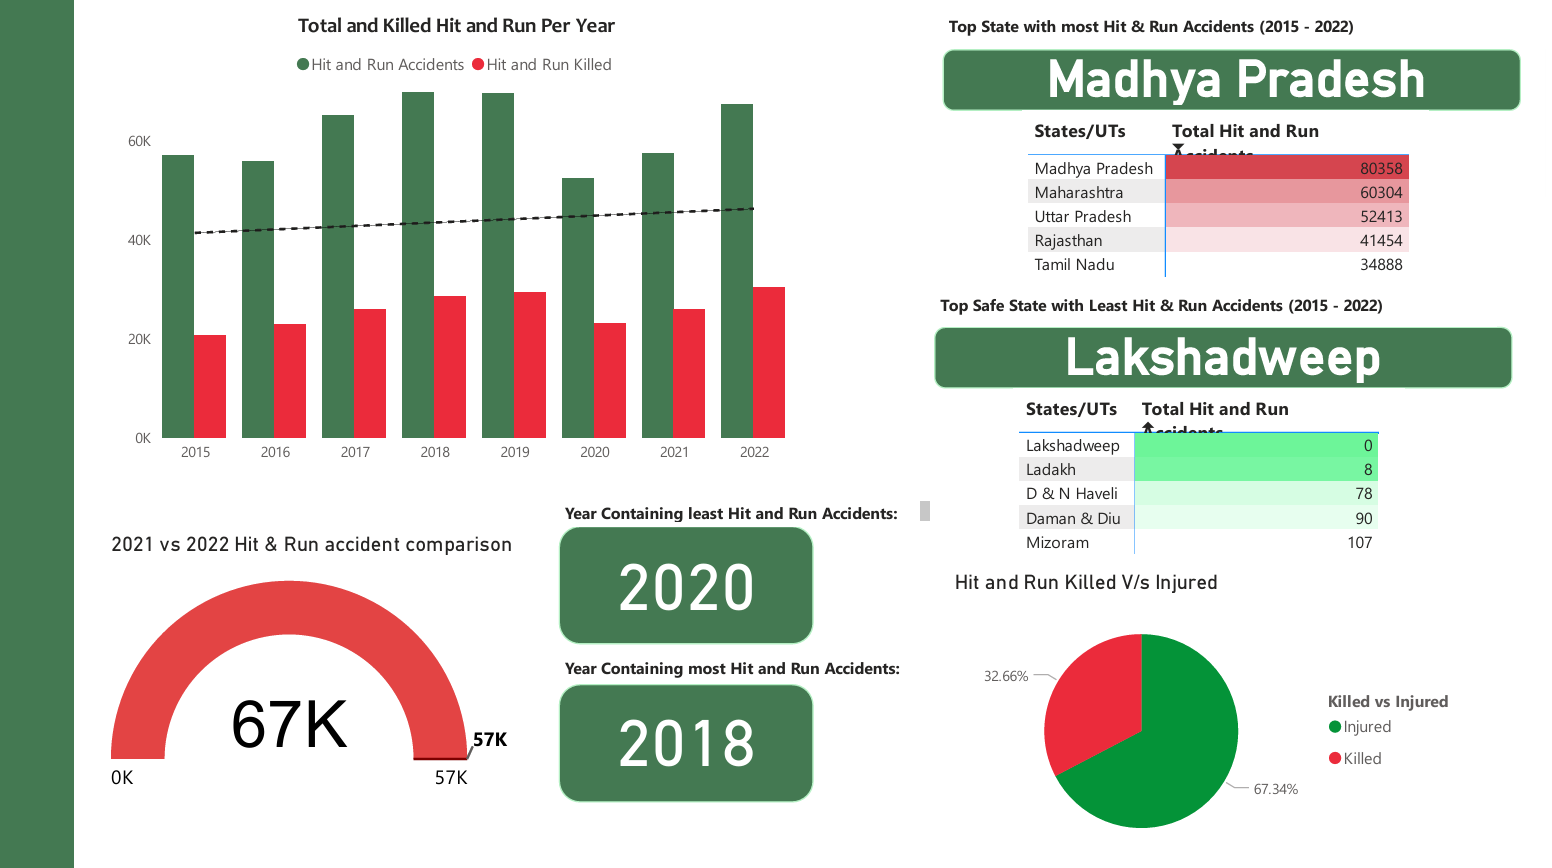 Total and Killed Hit and Run Per Year
Hit and Run Accidents Hit and Run Killed
60K
40K
20K
0K
2015 2016 2017 2018 2019 2020 2021 2022
2021 vs 2022 Hit & Run accident comparison
67K
57K
0K 57K
Year Containing least Hit and Run Accidents:
2020
Year Containing most Hit and Run Accidents:
2018
Top State with most Hit & Run Accidents (2015 - 2022)
Madhya Pradesh
States/UTs Total Hit and Run
Accidents
Madhya Pradesh 80358
Maharashtra 60304
Uttar Pradesh 52413
Rajasthan 41454
Tamil Nadu 34888
Top Safe State with Least Hit & Run Accidents (2015 - 2022)
Lakshadweep
States/UTs Total Hit and Run
Accidents
Lakshadweep 0
Ladakh 8
D & N Haveli 78
Daman & Diu 90
Mizoram 107
Hit and Run Killed V/s Injured
32.66%
67.34%
Killed vs Injured
Injured
Killed